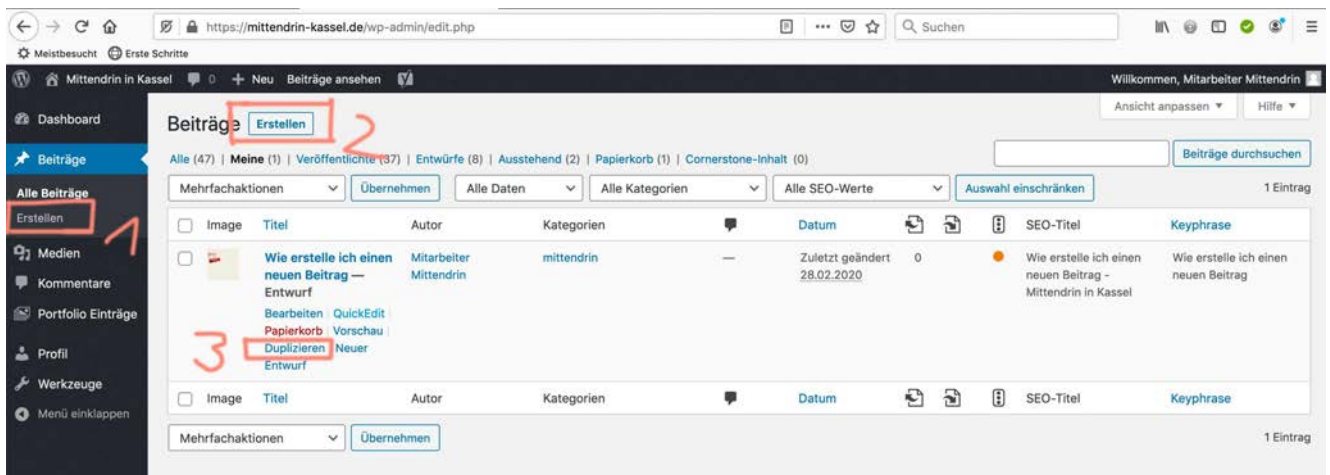 https://mittendrin-kassel.de/wp-admin/edit.php
Suchen
Meistbesucht Erste Schritte
Mittendrin in Kassel 0 + Neu Beiträge ansehen Willkommen, Mitarbeiter Mittendrin
Ansicht anpassen Hilfe
Dashboard
Beiträge
Alle Beiträge
Erstellen
1
Medien
Kommentare
Portfolio Einträge
Profil
Werkzeuge
Menü einklappen
Beiträge Erstellen 2
Alle (47) | Meine (1) | Veröffentlichte (37) | Entwürfe (8) | Ausstehend (2) | Papierkorb (1) | Cornerstone-Inhalt (0)
Beiträge durchsuchen
Mehrfachaktionen Übernehmen Alle Daten Alle Kategorien Alle SEO-Werte Auswahl einschränken 1 Eintrag
Image Titel Autor Kategorien Datum SEO-Titel Keyphrase
Wie erstelle ich einen
neuen Beitrag —
Entwurf
Bearbeiten | QuickEdit |
Papierkorb | Vorschau |
Duplizieren | Neuer
Entwurf
3
Mitarbeiter
Mittendrin
mittendrin
—
Zuletzt geändert
28.02.2020
0
Wie erstelle ich einen
neuen Beitrag -
Mittendrin in Kassel
Wie erstelle ich einen
neuen Beitrag
Image Titel Autor Kategorien Datum SEO-Titel Keyphrase
Mehrfachaktionen Übernehmen 1 Eintrag